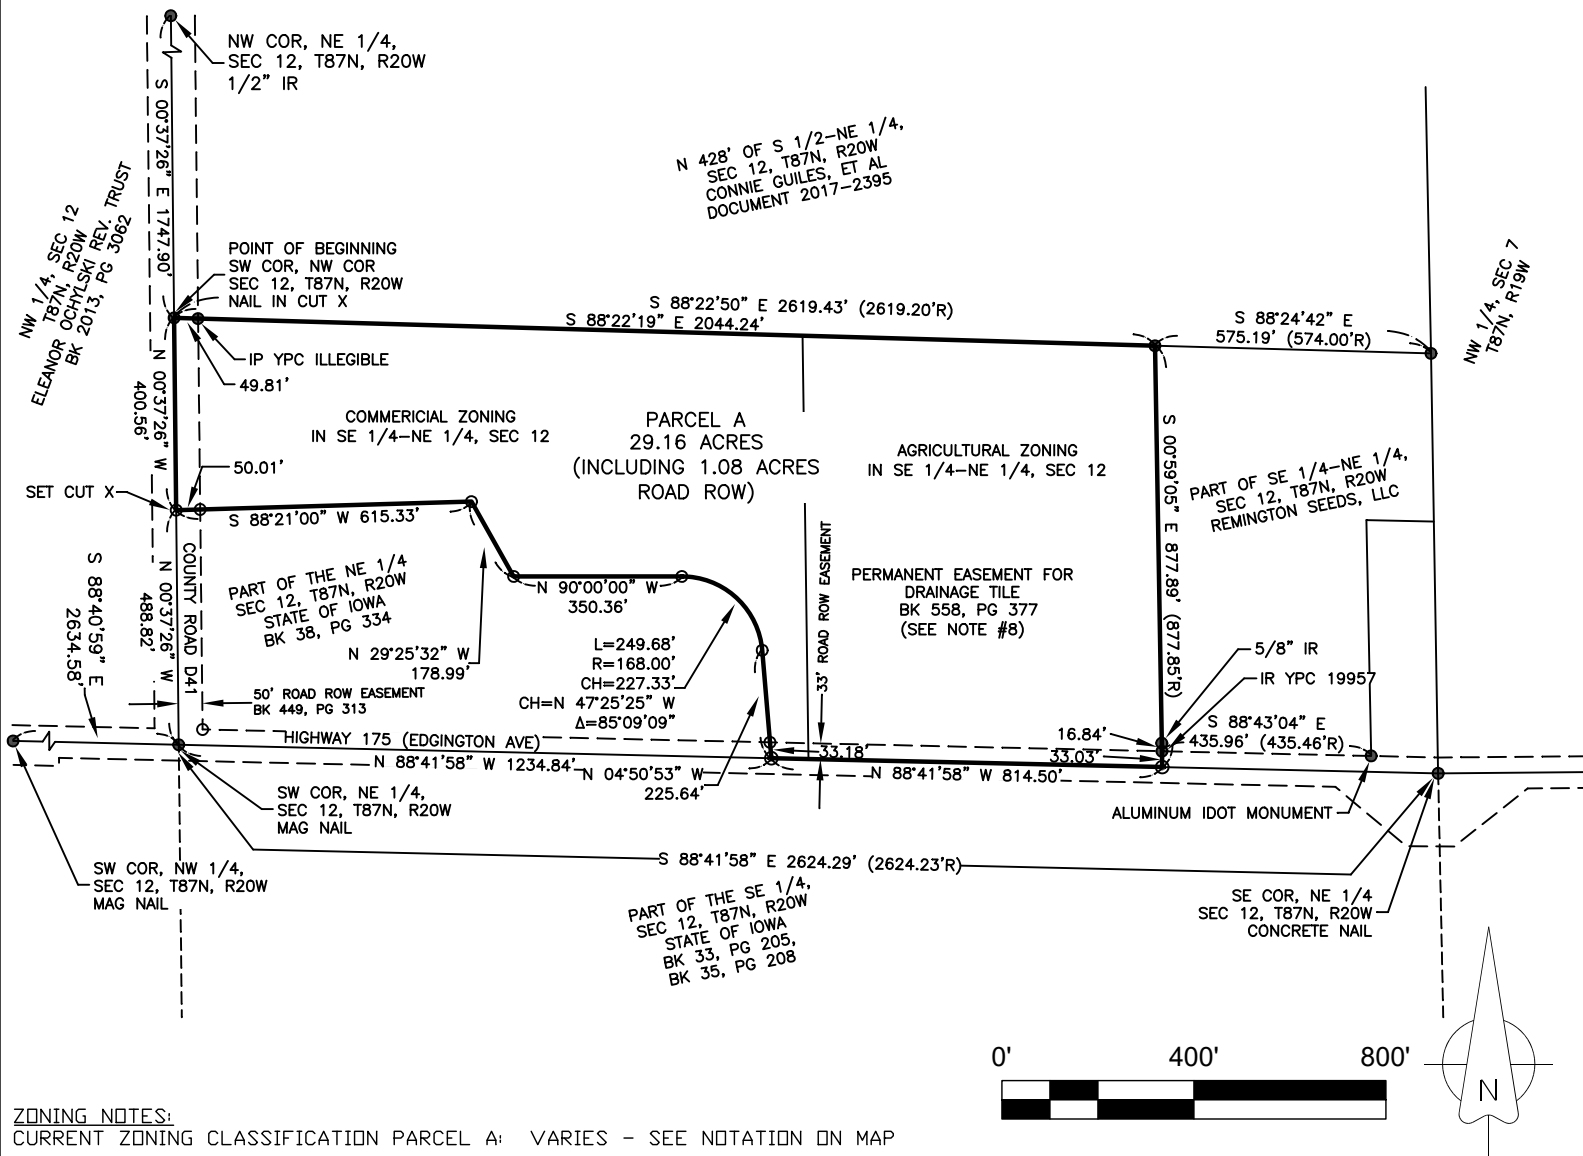 NW COR, NE 1/4,
SEC 12, T87N, R20W
1/2" IR
S 00°37'26" E 1747.90'
N 428' OF S 1/2-NE 1/4,
SEC 12, T87N, R20W
CONNIE GUILES, ET AL
DOCUMENT 2017-2395
NW 1/4, SEC 12
T87N, R20W
ELEANOR OCHYLSKI REV. TRUST
BK 2013, PG 3062
POINT OF BEGINNING
SW COR, NW COR
SEC 12, T87N, R20W
NAIL IN CUT X
NW 1/4, SEC 7
T87N, R19W
S 88°22'50" E 2619.43' (2619.20'R)
S 88°22'19" E 2044.24'
S 88°24'42" E
575.19' (574.00'R)
IP YPC ILLEGIBLE
49.81'
N 00°37'26" W
400.56'
COMMERICIAL ZONING
IN SE 1/4-NE 1/4, SEC 12
PARCEL A
29.16 ACRES
(INCLUDING 1.08 ACRES
ROAD ROW)
AGRICULTURAL ZONING
IN SE 1/4-NE 1/4, SEC 12
S 00°59'05" E 877.89' (877.85'R)
PART OF SE 1/4-NE 1/4,
SEC 12, T87N, R20W
REMINGTON SEEDS, LLC
50.01'
SET CUT X
S 88°21'00" W 615.33'
S 88°40'59" E
2634.58'
N 00°37'26" W
488.82'
COUNTY ROAD D41
PART OF THE NE 1/4
SEC 12, T87N, R20W
STATE OF IOWA
BK 38, PG 334
N 90°00'00" W
350.36'
33' ROAD ROW EASEMENT
PERMANENT EASEMENT FOR
DRAINAGE TILE
BK 558, PG 377
(SEE NOTE #8)
N 29°25'32" W
178.99'
L=249.68'
R=168.00'
CH=227.33'
CH=N 47°25'25" W
Δ=85°09'09"
50' ROAD ROW EASEMENT
BK 449, PG 313
5/8" IR
IR YPC 19957
16.84'
S 88°43'04" E
435.96' (435.46'R)
HIGHWAY 175 (EDGINGTON AVE)
33.18'
33.03'
N 88°41'58" W 1234.84'
N 04°50'53" W
225.64'
N 88°41'58" W 814.50'
SW COR, NE 1/4,
SEC 12, T87N, R20W
MAG NAIL
ALUMINUM IDOT MONUMENT
S 88°41'58" E 2624.29' (2624.23'R)
SW COR, NW 1/4,
SEC 12, T87N, R20W
MAG NAIL
PART OF THE SE 1/4,
SEC 12, T87N, R20W
STATE OF IOWA
BK 33, PG 205,
BK 35, PG 208
SE COR, NE 1/4
SEC 12, T87N, R20W
CONCRETE NAIL
0' 400' 800'
N
ZONING NOTES:
CURRENT ZONING CLASSIFICATION PARCEL A: VARIES - SEE NOTATION ON MAP